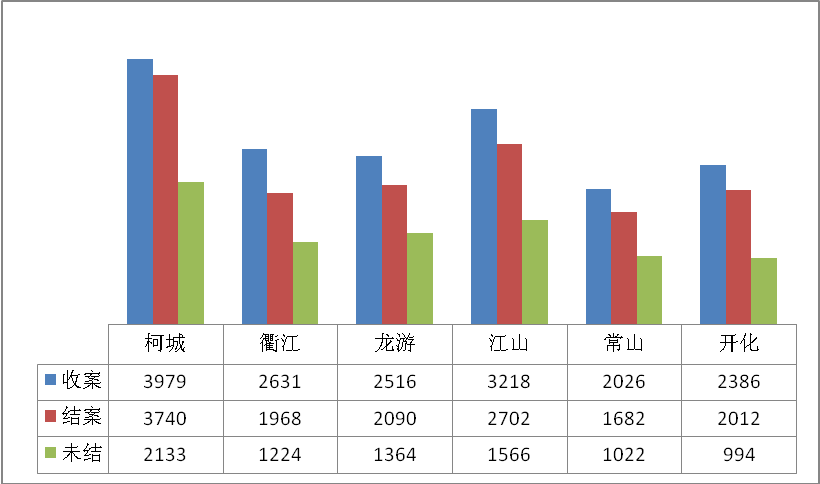 柯城 衢江 龙游 江山 常山 开化
收案 3979 2631 2516 3218 2026 2386
结案 3740 1968 2090 2702 1682 2012
未结 2133 1224 1364 1566 1022 994